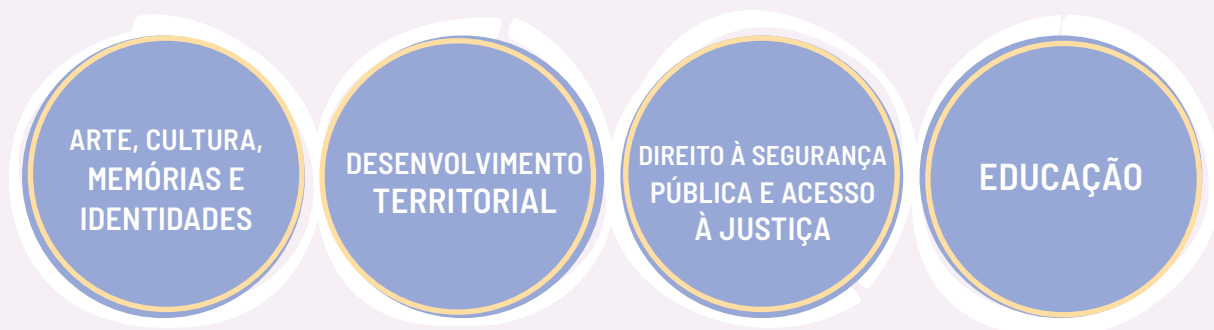 ARTE, CULTURA,
MEMÓRIAS E
IDENTIDADES
DESENVOLVIMENTO
TERRITORIAL
DIREITO À SEGURANÇA
PÚBLICA E ACESSO
À JUSTIÇA
EDUCAÇÃO